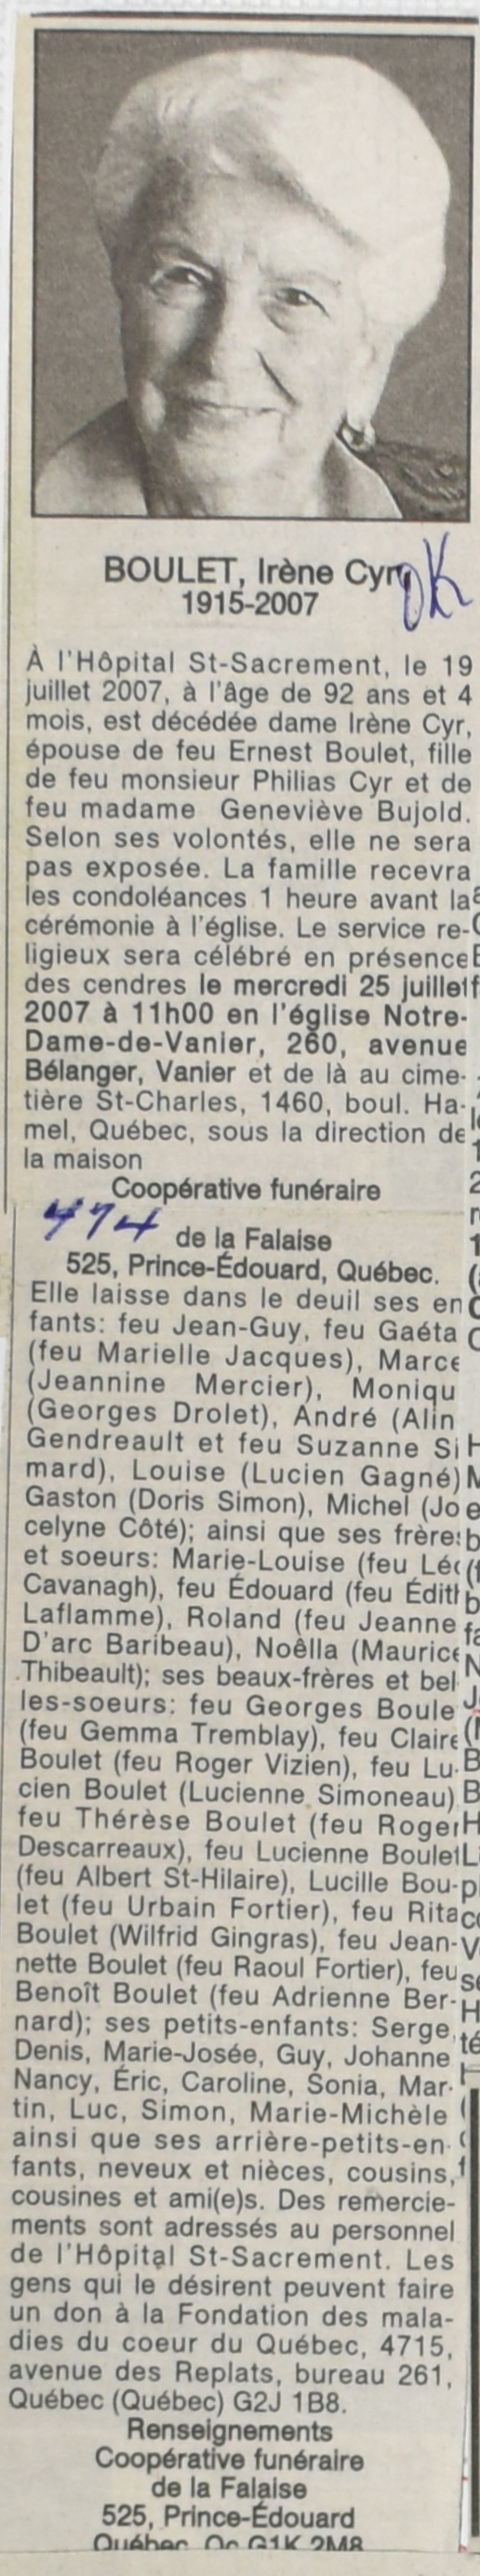 BOULET, Irène Cyr
OK
1915-2007
À l'Hôpital St-Sacrement, le 19
juillet 2007, à l'âge de 92 ans et 4
mois, est décédée dame Irène Cyr,
épouse de feu Ernest Boulet, fille
de feu monsieur Philias Cyr et de
feu madame Geneviève Bujold.
Selon ses volontés, elle ne sera
pas exposée. La famille recevra
les condoléances 1 heure avant la
cérémonie à l'église. Le service re-
ligieux sera célébré en présence
des cendres le mercredi 25 juillet
2007 à 11h00 en l'église Notre-
Dame-de-Vanier, 260, avenue
Bélanger, Vanier et de là au cime-
tière St-Charles, 1460, boul. Ha-
mel, Québec, sous la direction de
la maison
Coopérative funéraire
474
de la Falaise
525, Prince-Édouard, Québec.
Elle laisse dans le deuil ses en
fants: feu Jean-Guy, feu Gaéta
(feu Marielle Jacques), Marce
(Jeannine Mercier), Moniqu
(Georges Drolet), André (Alin
Gendreault et feu Suzanne Si
mard), Louise (Lucien Gagné)
Gaston (Doris Simon), Michel (Jo
celyne Côté); ainsi que ses frères
et soeurs: Marie-Louise (feu Léo
Cavanagh), feu Édouard (feu Édith
Laflamme), Roland (feu Jeanne
D'arc Baribeau), Noêlla (Maurice
Thibeault); ses beaux-frères et bel
les-soeurs: feu Georges Boule
(feu Gemma Tremblay), feu Claire
Boulet (feu Roger Vizien), feu Lu-
cien Boulet (Lucienne Simoneau)
feu Thérèse Boulet (feu Roger
Descarreaux), feu Lucienne Boulet
(feu Albert St-Hilaire), Lucille Bou-
let (feu Urbain Fortier), feu Rita
Boulet (Wilfrid Gingras), feu Jean-
nette Boulet (feu Raoul Fortier), feu
Benoît Boulet (feu Adrienne Ber-
nard); ses petits-enfants: Serge,
Denis, Marie-Josée, Guy, Johanne
Nancy, Éric, Caroline, Sonia, Mar-
tin, Luc, Simon, Marie-Michèle
ainsi que ses arrière-petits-en-
fants, neveux et nièces, cousins,
cousines et ami(e)s. Des remercie-
ments sont adressés au personnel
de l'Hôpital St-Sacrement. Les
gens qui le désirent peuvent faire
un don à la Fondation des mala-
dies du coeur du Québec, 4715,
avenue des Replats, bureau 261,
Québec (Québec) G2J 1B8.
Renseignements
Coopérative funéraire
de la Falaise
525, Prince-Édouard
Québec, Qc G1K 2M8